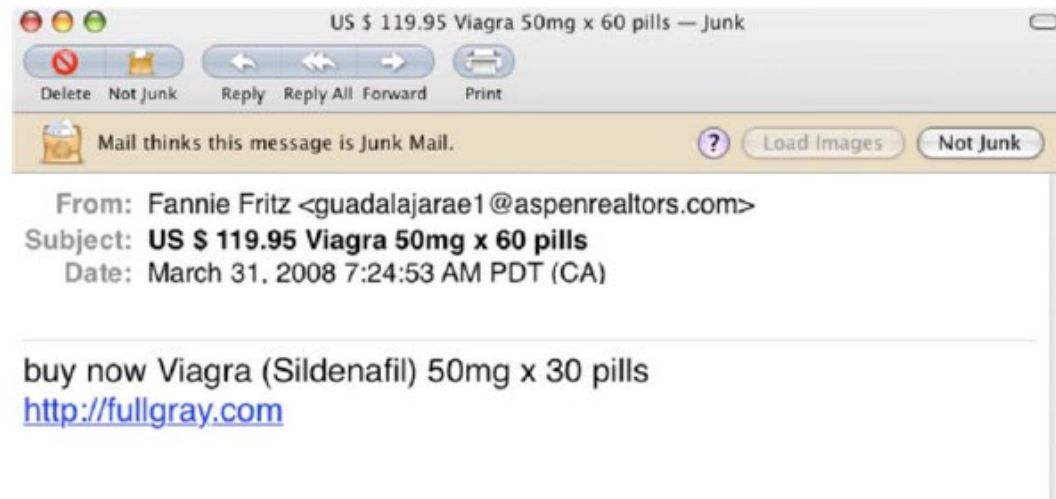 US $ 119.95 Viagra 50mg x 60 pills — Junk
Delete Not Junk Reply Reply All Forward Print
Mail thinks this message is Junk Mail. ? Load Images Not Junk
From: Fannie Fritz <guadalajarae1@aspenrealtors.com>
Subject: US $ 119.95 Viagra 50mg x 60 pills
Date: March 31, 2008 7:24:53 AM PDT (CA)
buy now Viagra (Sildenafil) 50mg x 30 pills
http://fullgray.com